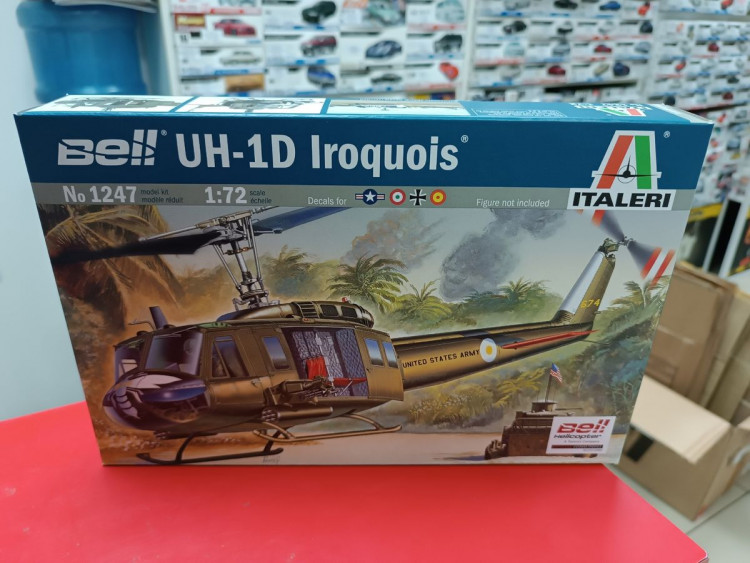 Bell® UH-1D Iroquois®
No 1247 model kit modèle réduit 1:72 scale échelle Decals for Figure not included
ITALERI®
674
UNITED STATES ARMY
Bell
Helicopter